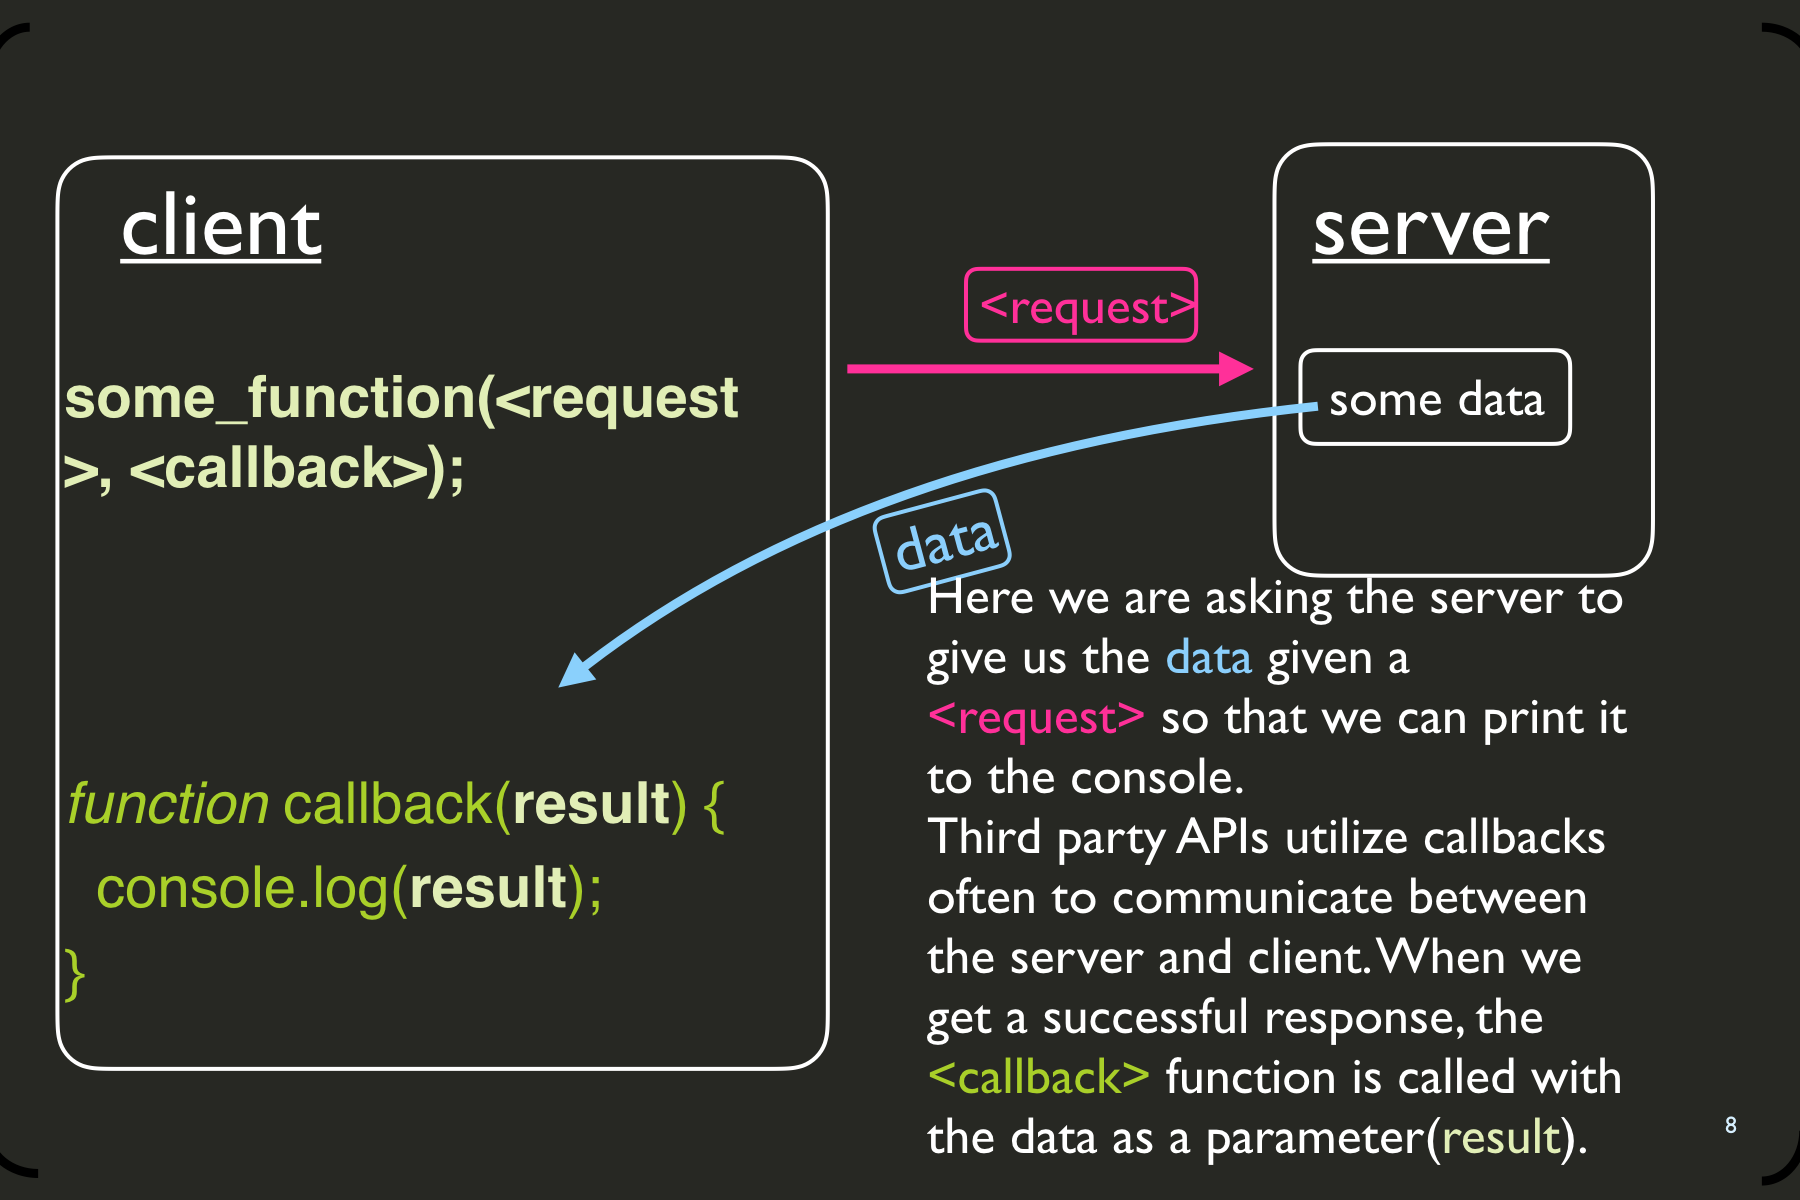 client
some_function(<request
>, <callback>);
function callback(result) {
console.log(result);
}
<request>
data
server
some data
Here we are asking the server to
give us the data given a
<request> so that we can print it
to the console.
Third party APIs utilize callbacks
often to communicate between
the server and client. When we
get a successful response, the
<callback> function is called with
the data as a parameter(result).
8